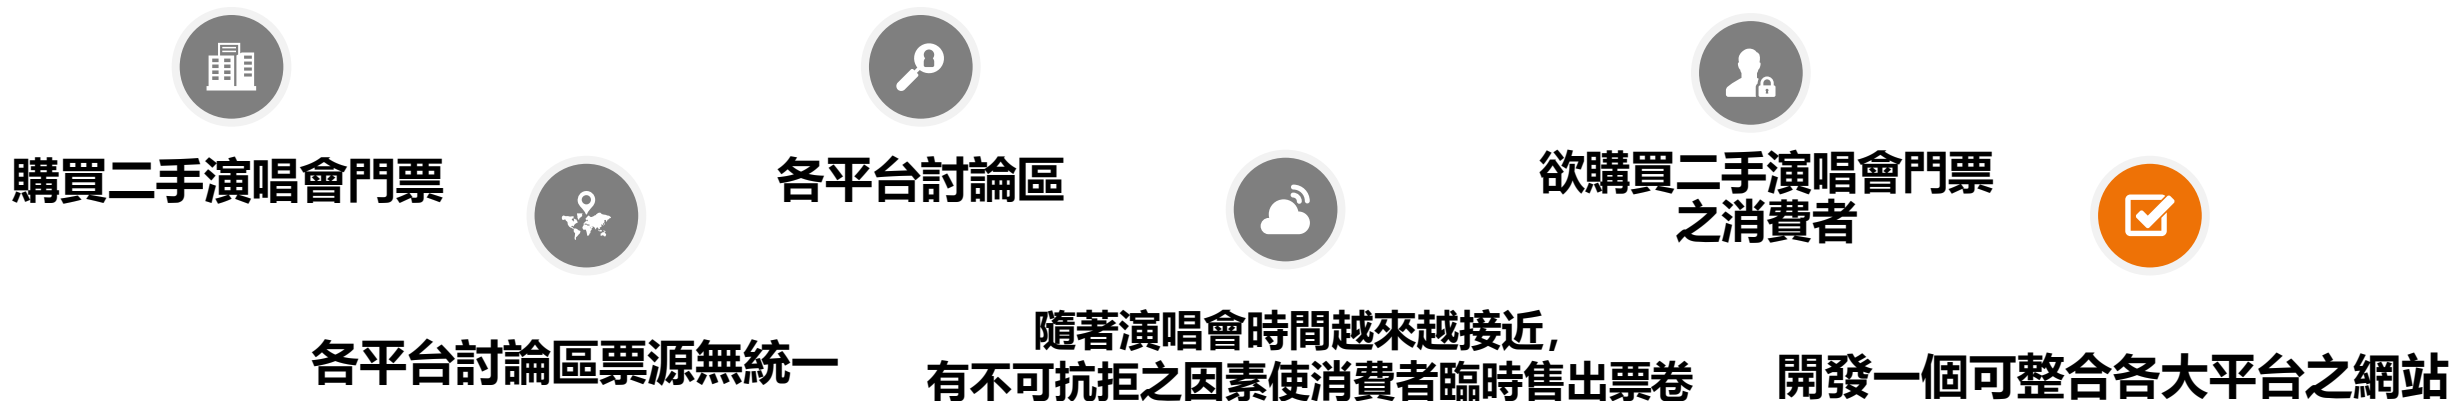 購買二手演唱會門票
各平台討論區票源無統一
各平台討論區
隨著演唱會時間越來越接近,
有不可抗拒之因素使消費者臨時售出票卷
欲購買二手演唱會門票
之消費者
開發一個可整合各大平台之網站